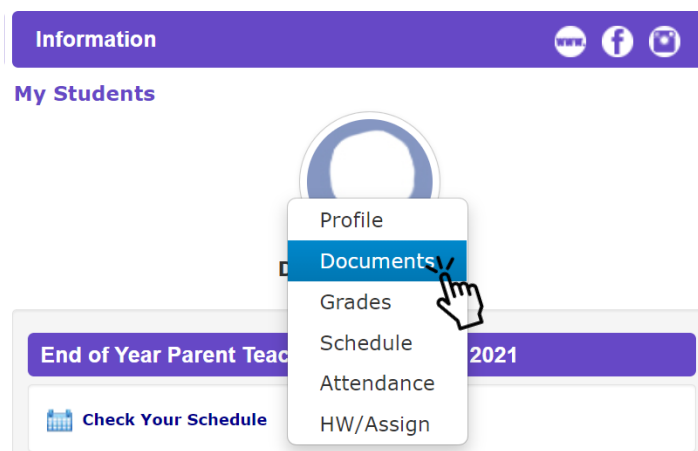 Information
www
My Students
Profile
D
Documents
Grades
Schedule
End of Year Parent Teac 2021
Attendance
Check Your Schedule
HW/Assign